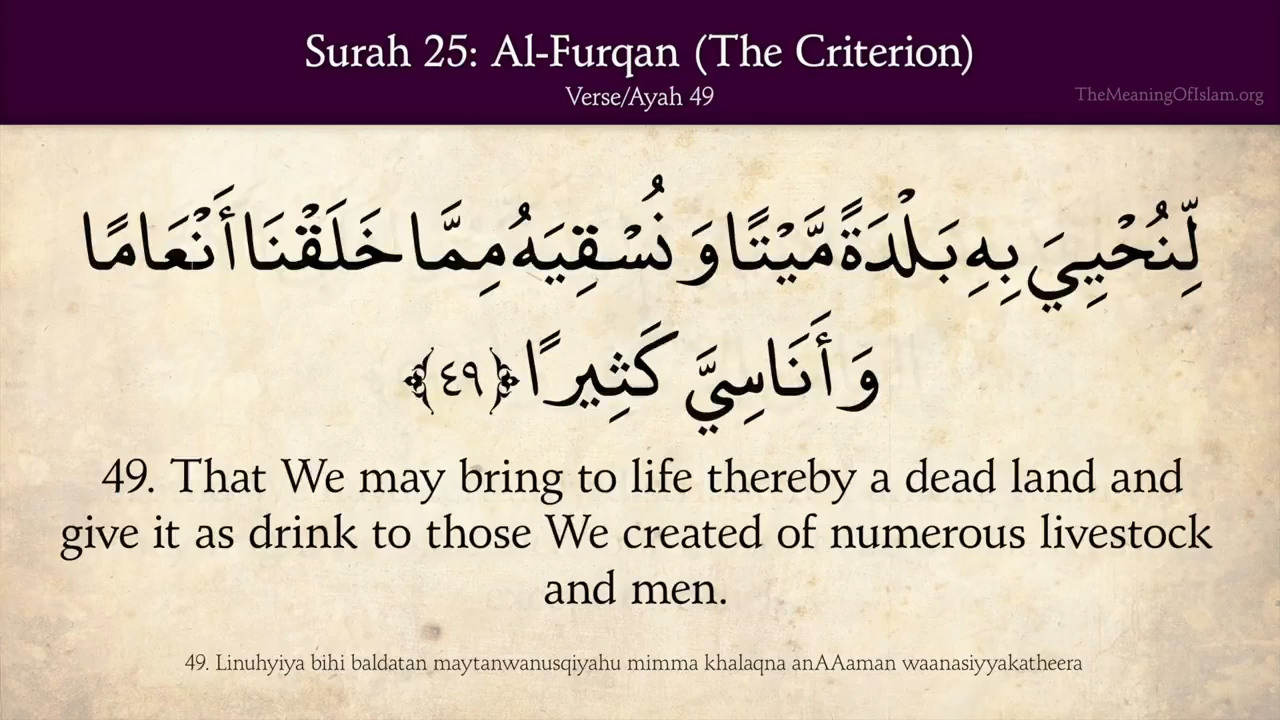 Surah 25: Al-Furqan (The Criterion)
Verse/Ayah 49
TheMeaningOfIslam.org
لِّنُحْيِيَ بِهِ بَلْدَةً مَّيْتًا وَنُسْقِيَهُ مِمَّا خَلَقْنَا أَنْعَامًا
وَأَنَاسِيَّ كَثِيرًا ﴿٤٩﴾
49. That We may bring to life thereby a dead land and
give it as drink to those We created of numerous livestock
and men.
49. Linuhyiya bihi baldatan maytanwanusqiyahu mimma khalaqna anAAaman waanasiyyakatheera